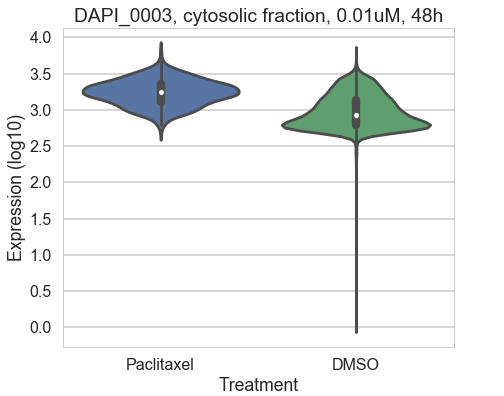 DAPI_0003, cytosolic fraction, 0.01uM, 48h
4.0
3.5
3.0
2.5
2.0
1.5
1.0
0.5
0.0
Expression (log10)
Paclitaxel DMSO
Treatment